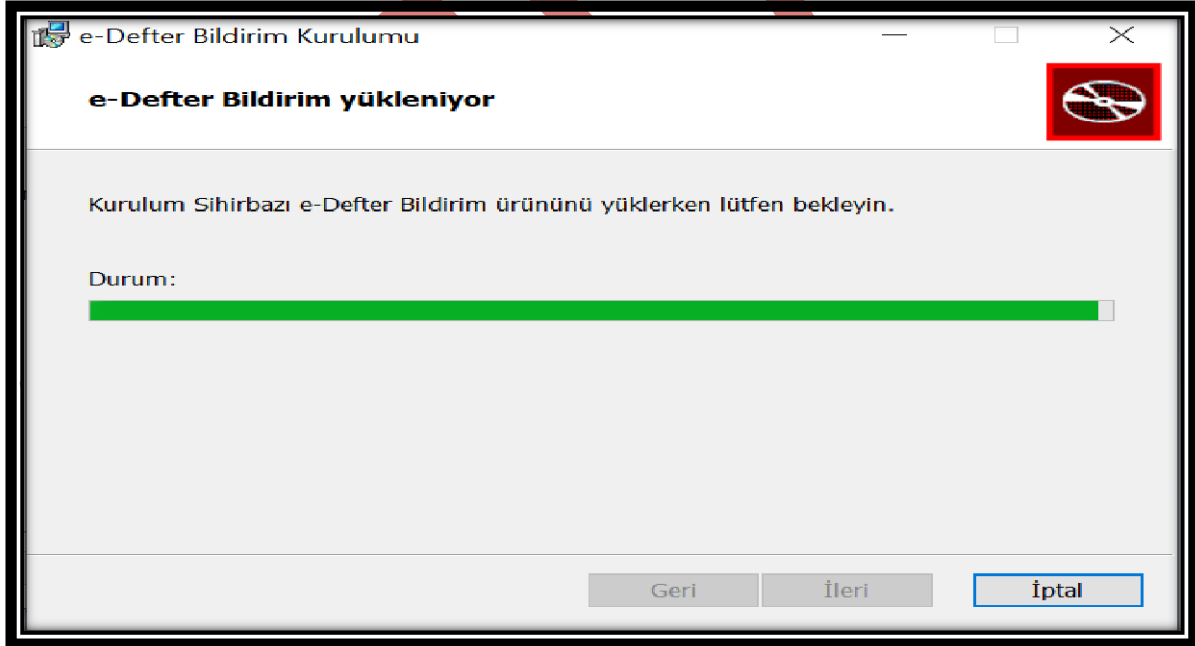 e-Defter Bildirim Kurulumu
e-Defter Bildirim yükleniyor
Kurulum Sihirbazı e-Defter Bildirim ürününü yüklerken lütfen bekleyin.
Durum:
Geri
İleri
İptal